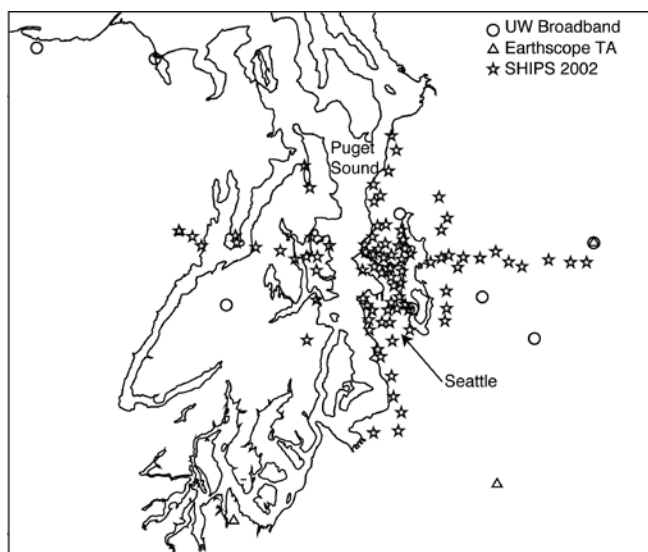 UW Broadband
Earthscope TA
SHIPS 2002
Puget
Sound
Seattle